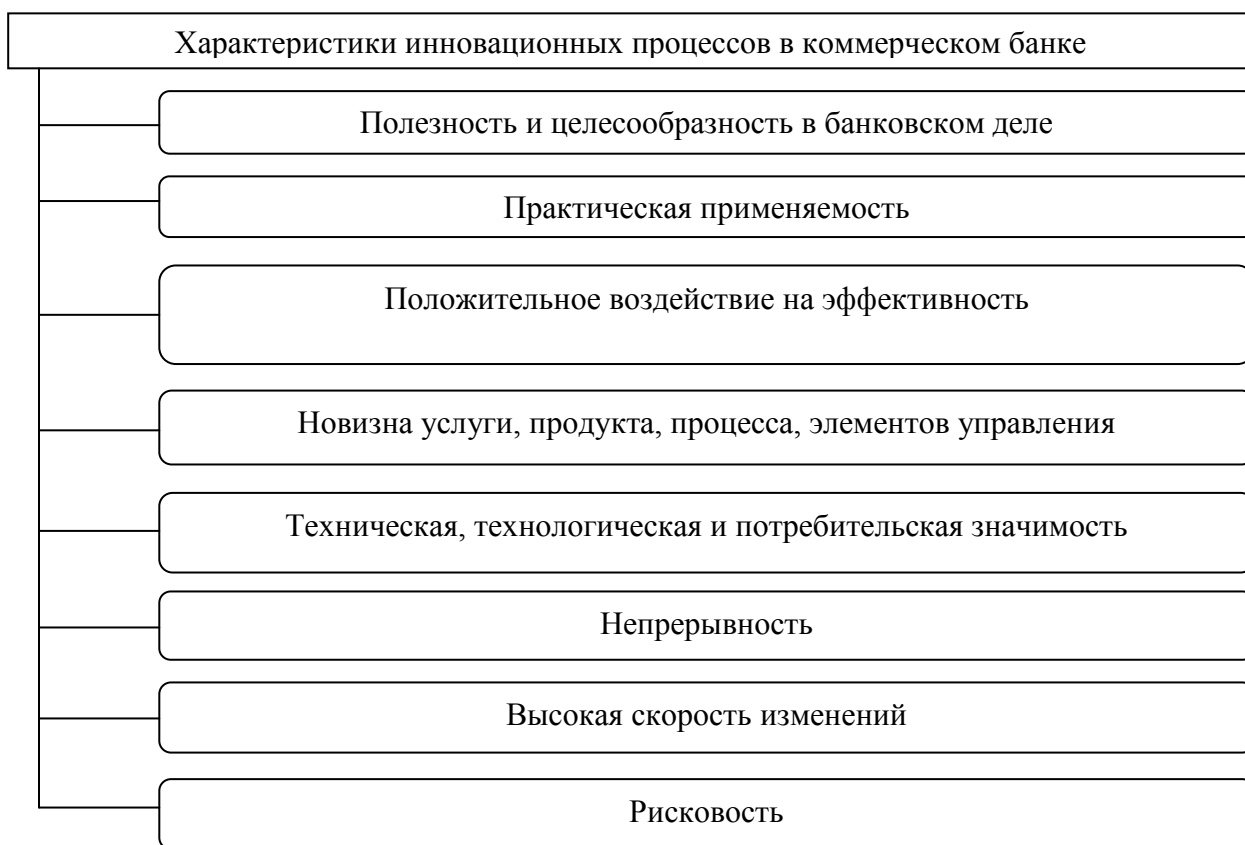 Характеристики инновационных процессов в коммерческом банке
Полезность и целесообразность в банковском деле
Практическая применяемость
Положительное воздействие на эффективность
Новизна услуги, продукта, процесса, элементов управления
Техническая, технологическая и потребительская значимость
Непрерывность
Высокая скорость изменений
Рисковость